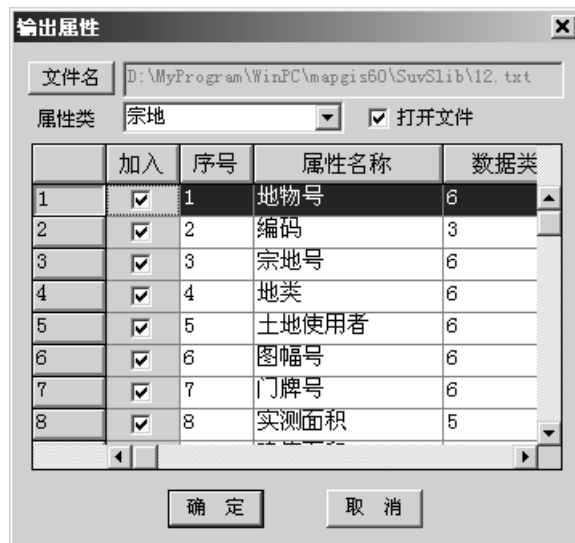 输出属性
文件名 D:\MyProgram\WinPC\mapgis60\SuvSlib\12.txt
属性类 宗地 打开文件
加入 序号 属性名称 数据类
1 1 地物号 6
2 2 编码 3
3 3 宗地号 6
4 4 地类 6
5 5 土地使用者 6
6 6 图幅号 6
7 7 门牌号 6
8 8 实测面积 5
确 定 取 消